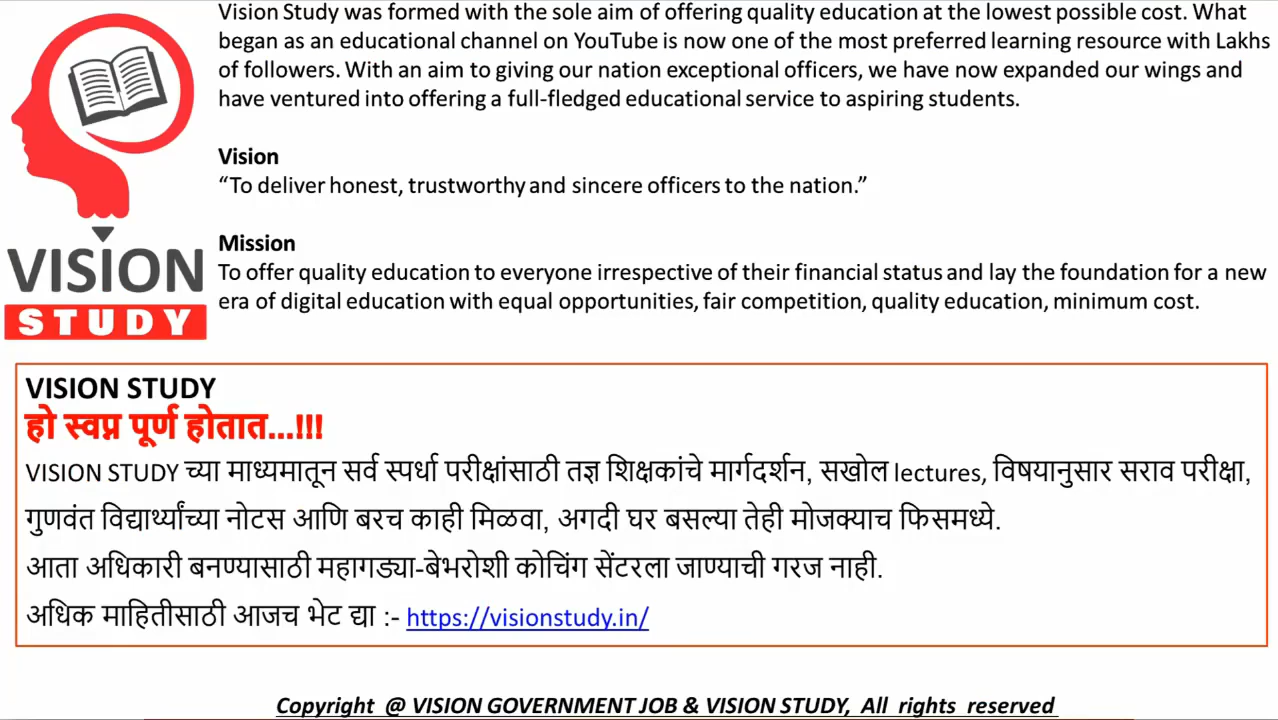 Vision Study was formed with the sole aim of offering quality education at the lowest possible cost. What
began as an educational channel on YouTube is now one of the most preferred learning resource with Lakhs
of followers. With an aim to giving our nation exceptional officers, we have now expanded our wings and
have ventured into offering a full-fledged educational service to aspiring students.
Vision
“To deliver honest, trustworthy and sincere officers to the nation.”
Mission
To offer quality education to everyone irrespective of their financial status and lay the foundation for a new
era of digital education with equal opportunities, fair competition, quality education, minimum cost.
VISION
STUDY
VISION STUDY
हो स्वप्न पूर्ण होतात...!!!
VISION STUDY च्या माध्यमातून सर्व स्पर्धा परीक्षांसाठी तज्ञ शिक्षकांचे मार्गदर्शन, सखोल lectures, विषयानुसार सराव परीक्षा,
गुणवंत विद्यार्थ्यांच्या नोटस आणि बरच काही मिळवा, अगदी घर बसल्या तेही मोजक्याच फिसमध्ये.
आता अधिकारी बनण्यासाठी महागड्या-बेभरोशी कोचिंग सेंटरला जाण्याची गरज नाही.
अधिक माहितीसाठी आजच भेट द्या :- https://visionstudy.in/
Copyright @ VISION GOVERNMENT JOB & VISION STUDY, All rights reserved